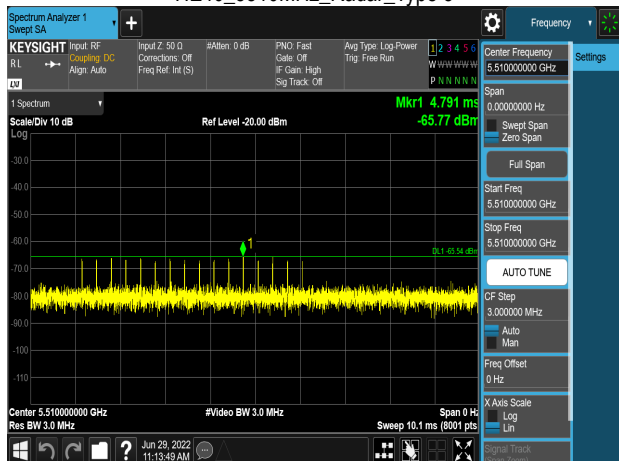 Spectrum Analyzer 1
Swept SA
+
Frequency
KEYSIGHT
RL
Input: RF
Coupling: DC
Align: Auto
Input Z: 50 Ω
Corrections: Off
Freq Ref: Int (S)
#Atten: 0 dB
PNO: Fast
Gate: Off
IF Gain: High
Sig Track: Off
Avg Type: Log-Power
Trig: Free Run
1 2 3 4 5 6
W W W W W W
P N N N N N
1 Spectrum
Scale/Div 10 dB
Ref Level -20.00 dBm
Mkr1 4.791 ms
-65.77 dBm
Log
-30.0
-40.0
-50.0
-60.0
-70.0
-80.0
-90.0
-100
-110
1
DL1 -65.54 dBm
Center 5.510000000 GHz
Res BW 3.0 MHz
#Video BW 3.0 MHz
Span 0 Hz
Sweep 10.1 ms (8001 pts)
Jun 29, 2022
11:13:49 AM
Center Frequency
5.510000000 GHz
Settings
Span
0.00000000 Hz
Swept Span
Zero Span
Full Span
Start Freq
5.510000000 GHz
Stop Freq
5.510000000 GHz
AUTO TUNE
CF Step
3.000000 MHz
Auto
Man
Freq Offset
0 Hz
X Axis Scale
Log
Lin
Signal Track